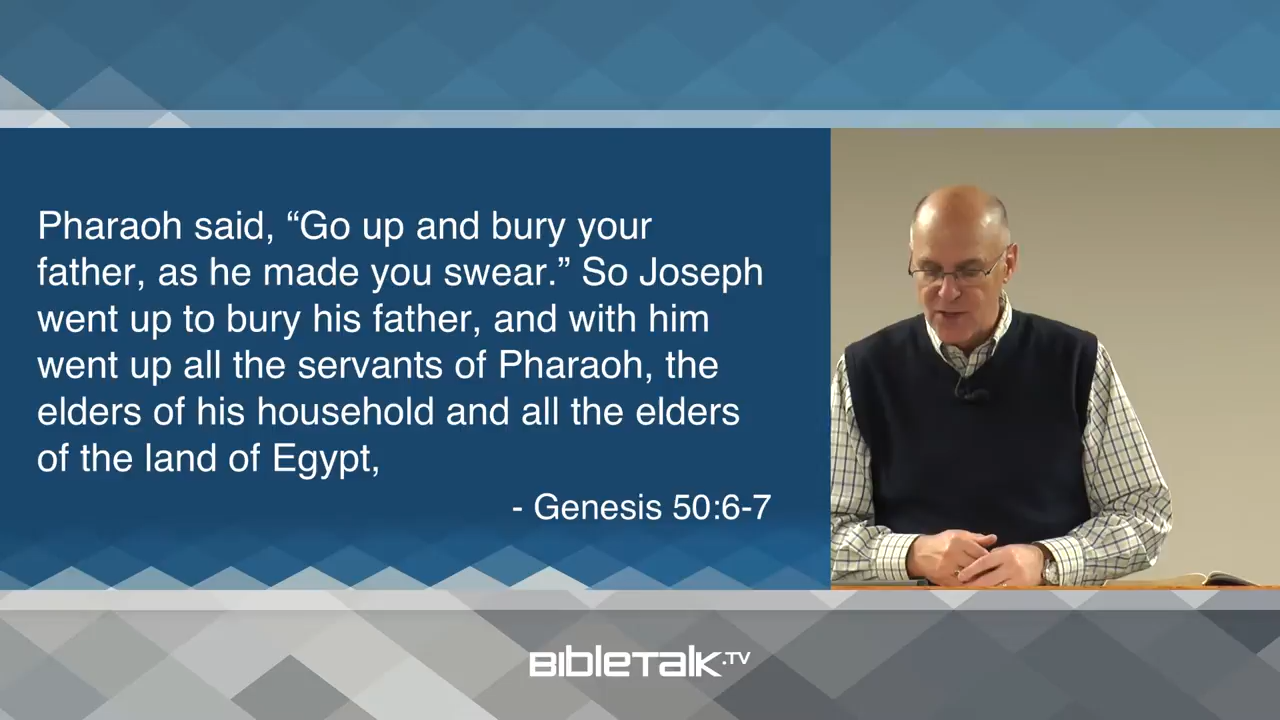 Pharaoh said, “Go up and bury your
father, as he made you swear.” So Joseph
went up to bury his father, and with him
went up all the servants of Pharaoh, the
elders of his household and all the elders
of the land of Egypt,
- Genesis 50:6-7
BIBLETALK.TV